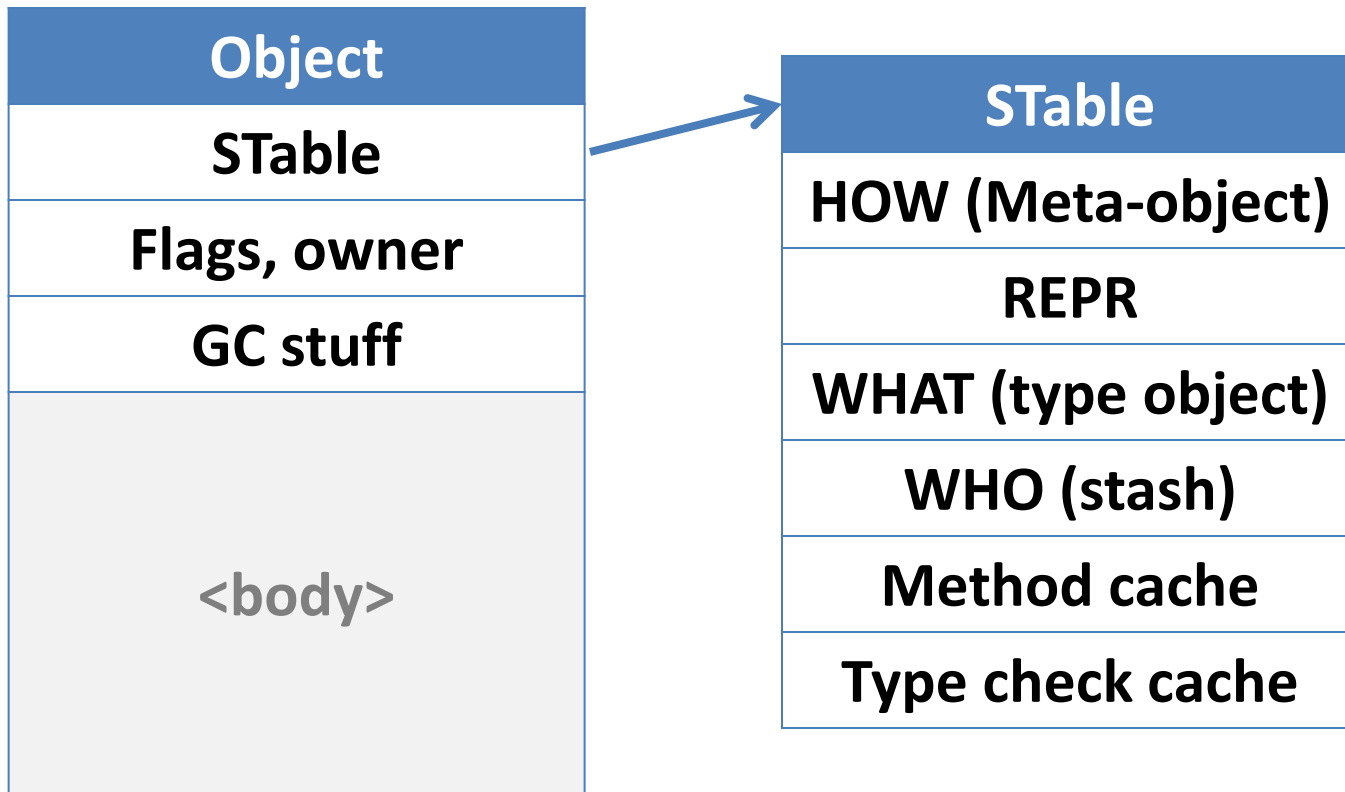 Object
STable
Flags, owner
GC stuff
<body>
STable
HOW (Meta-object)
REPR
WHAT (type object)
WHO (stash)
Method cache
Type check cache